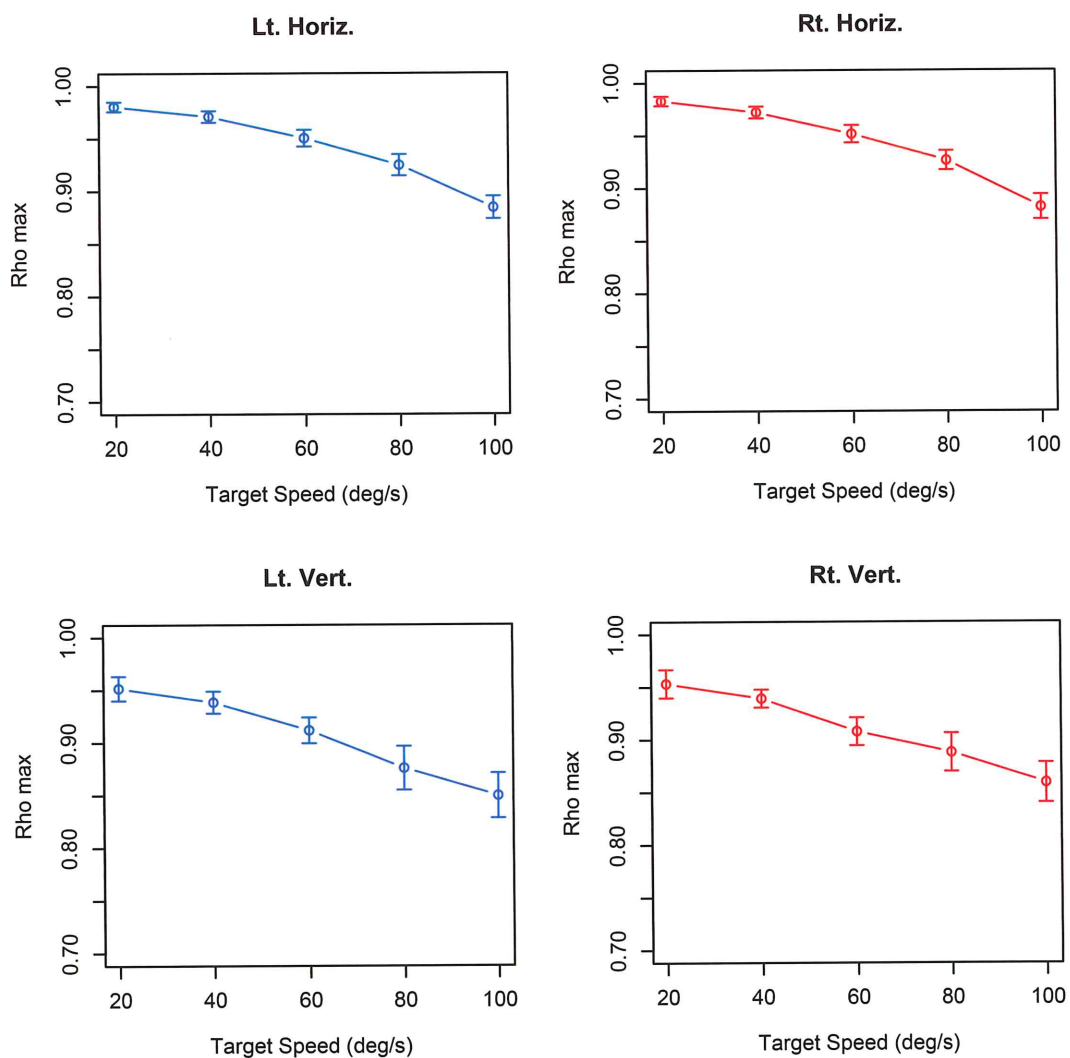 Lt. Horiz.
Rho max
1.00
0.90
0.80
0.70
20 40 60 80 100
Target Speed (deg/s)
Rt. Horiz.
Rho max
1.00
0.90
0.80
0.70
20 40 60 80 100
Target Speed (deg/s)
Lt. Vert.
Rho max
1.00
0.90
0.80
0.70
20 40 60 80 100
Target Speed (deg/s)
Rt. Vert.
Rho max
1.00
0.90
0.80
0.70
20 40 60 80 100
Target Speed (deg/s)